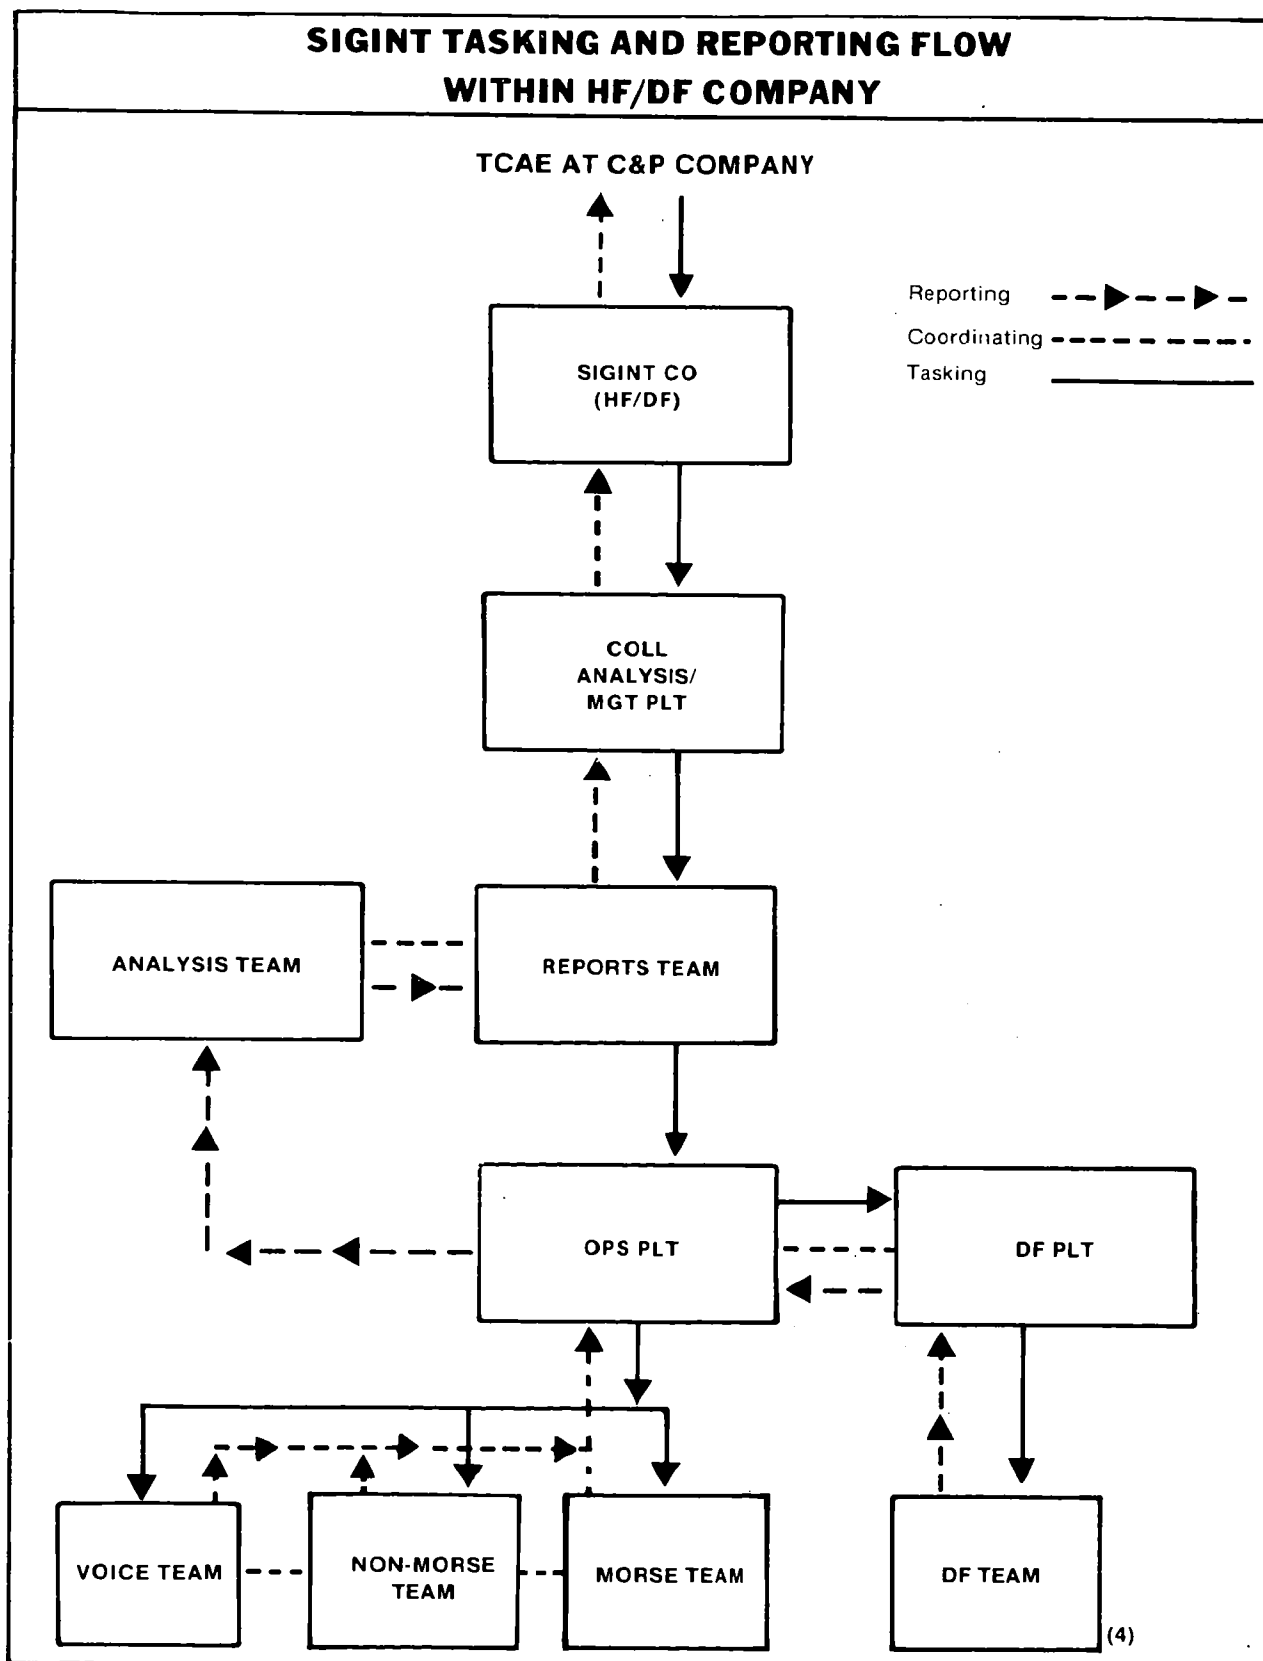 SIGINT TASKING AND REPORTING FLOW
WITHIN HF/DF COMPANY
TCAE AT C&P COMPANY
Reporting
Coordinating
Tasking
SIGINT CO
(HF/DF)
COLL
ANALYSIS/
MGT PLT
ANALYSIS TEAM
REPORTS TEAM
OPS PLT
DF PLT
VOICE TEAM
NON-MORSE
TEAM
MORSE TEAM
DF TEAM
(4)